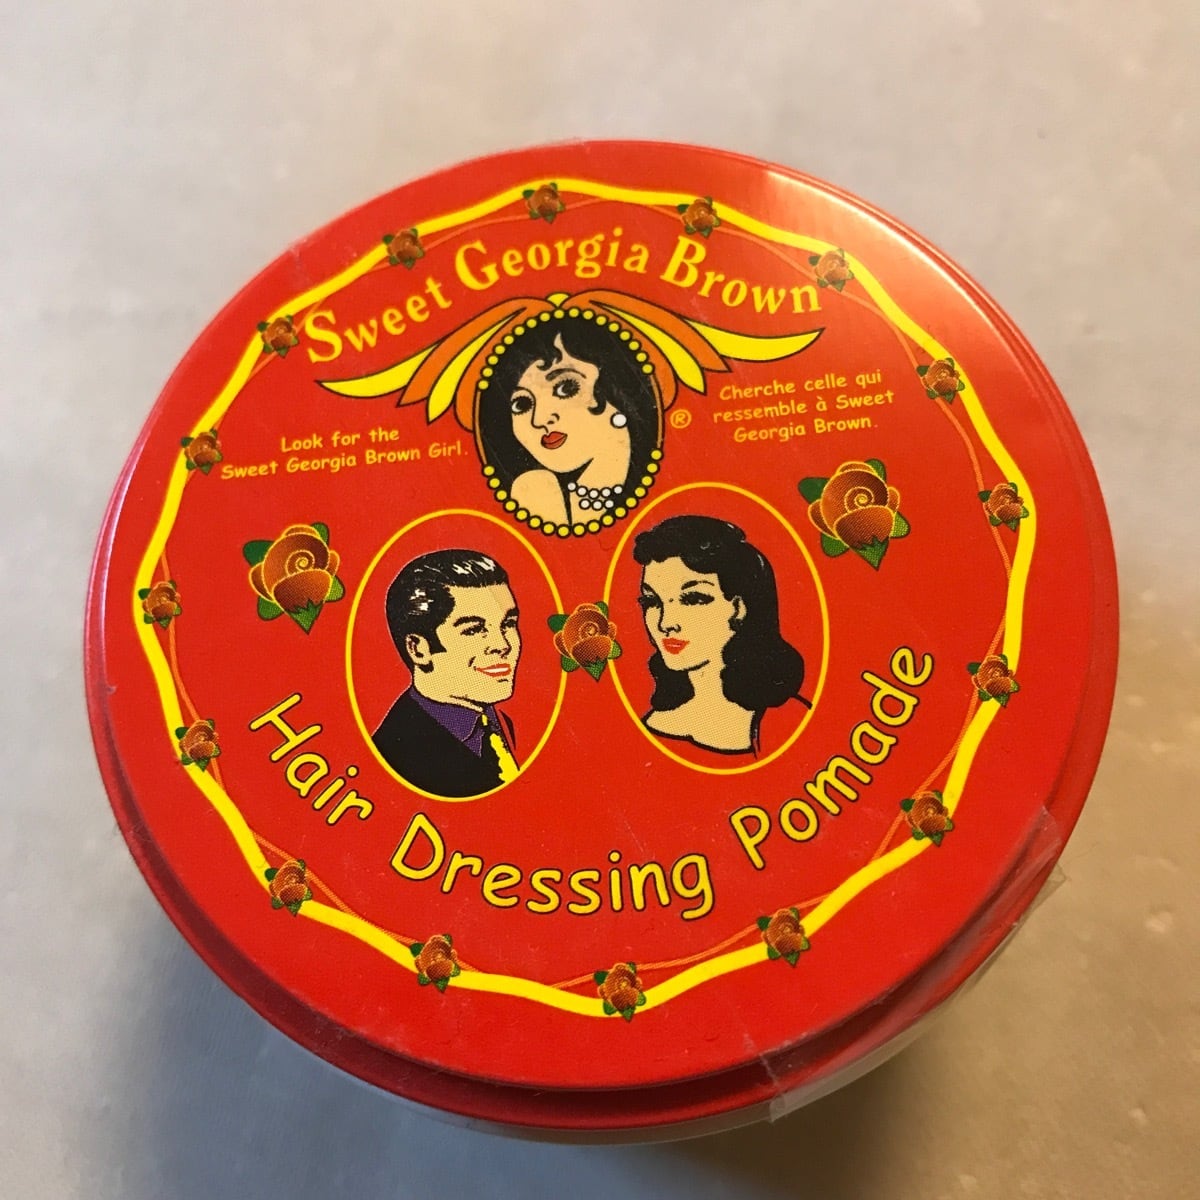 Sweet Georgia Brown
Look for the
Sweet Georgia Brown Girl.
®
Cherche celle qui
ressemble à Sweet
Georgia Brown.
Hair Dressing Pomade